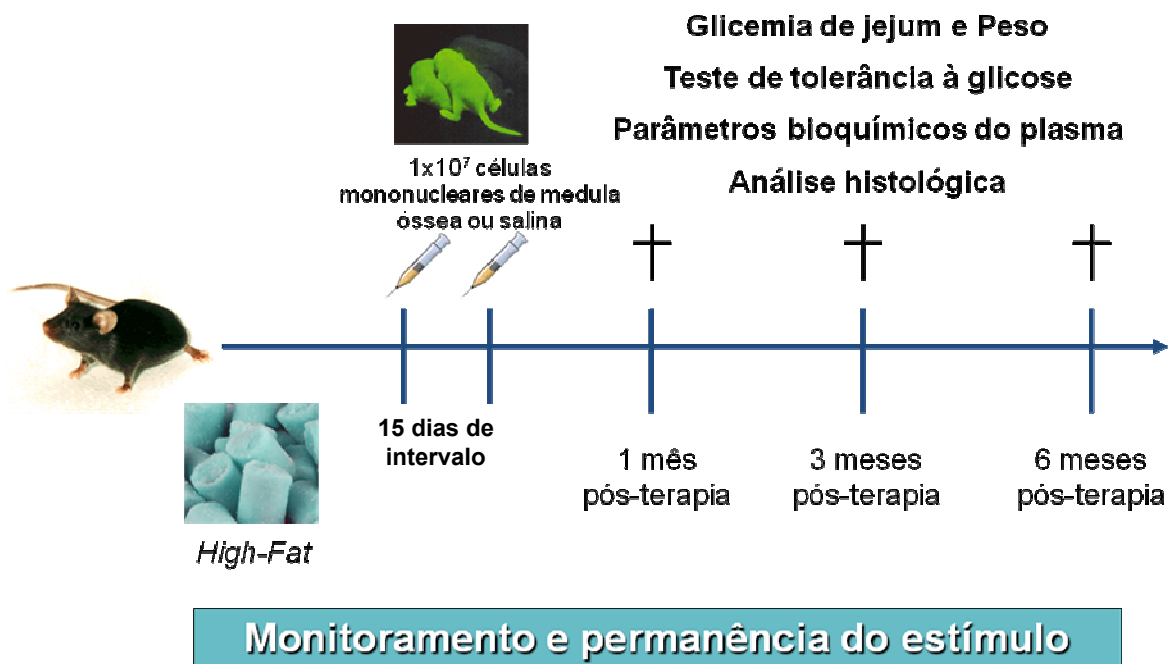 Glicemia de jejum e Peso
Teste de tolerância à glicose
Parâmetros bioquímicos do plasma
Análise histológica
1x10⁷ células
mononucleares de medula
óssea ou salina
15 dias de
intervalo
1 mês
pós-terapia
3 meses
pós-terapia
6 meses
pós-terapia
High-Fat
Monitoramento e permanência do estímulo